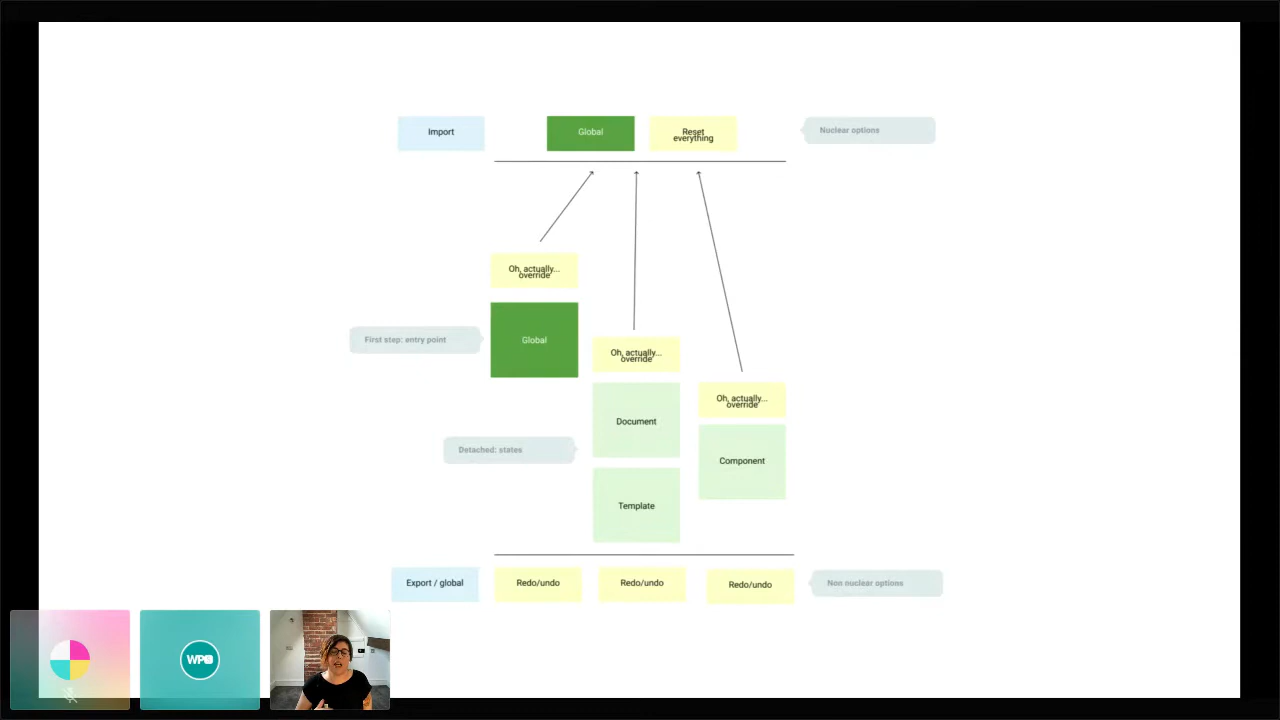 Import
Global
Reset
everything
Nuclear options
Oh, actually...
override
First step: entry point
Global
Oh, actually...
override
Document
Oh, actually...
override
Component
Detached: states
Template
Export / global
Redo/undo
Redo/undo
Redo/undo
Non nuclear options